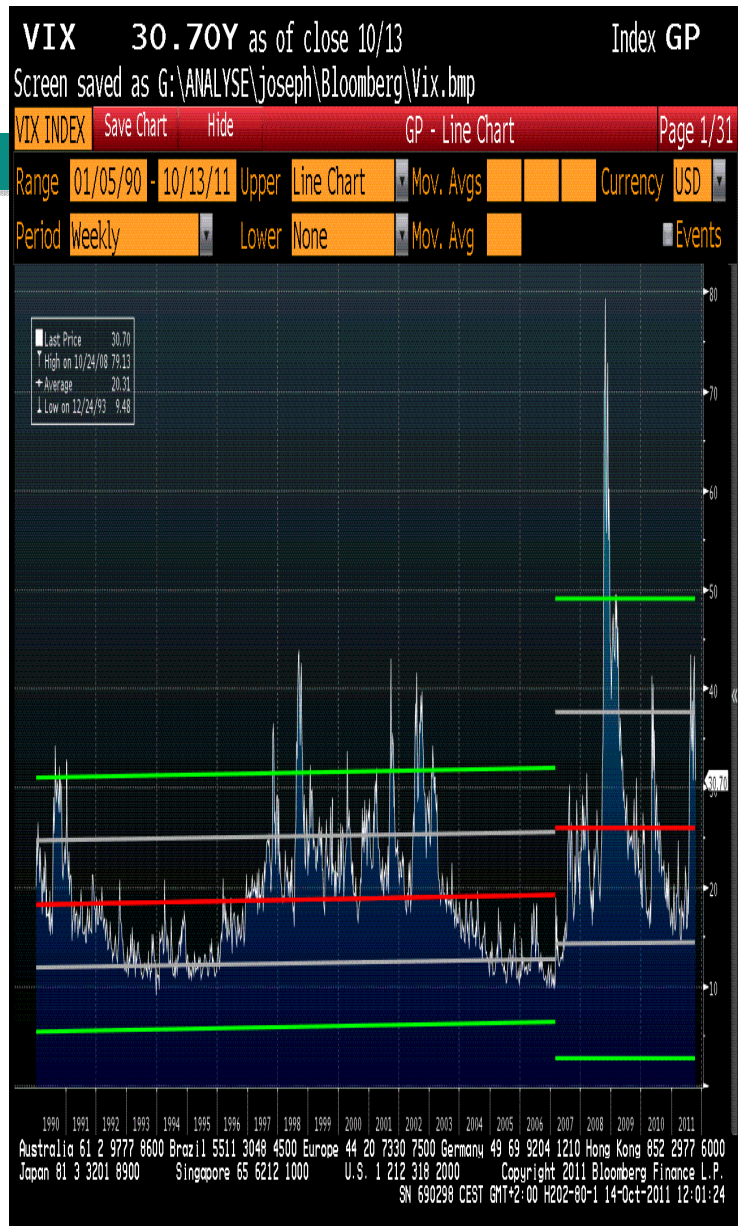 VIX 30.70Y as of close 10/13 Index GP
Screen saved as G:\ANALYSE\joseph\Bloomberg\Vix.bmp
VIX INDEX Save Chart Hide GP - Line Chart Page 1/31
Range 01/05/90 - 10/13/11 Upper Line Chart Mov. Avgs Currency USD
Period Weekly Lower None Mov. Avg Events
80
Last Price 30.70
High on 10/24/08 79.13
Average 20.31
Low on 12/24/93 9.48
70
60
50
40
«
30.70
20
10
1990 1991 1992 1993 1994 1995 1996 1997 1998 1999 2000 2001 2002 2003 2004 2005 2006 2007 2008 2009 2010 2011
Australia 61 2 9777 8600 Brazil 5511 3048 4500 Europe 44 20 7330 7500 Germany 49 69 9204 1210 Hong Kong 852 2977 6000
Japan 81 3 3201 8900 Singapore 65 6212 1000 U.S. 1 212 318 2000 Copyright 2011 Bloomberg Finance L.P.
SN 690298 CEST GMT+2:00 H202-80-1 14-Oct-2011 12:01:24